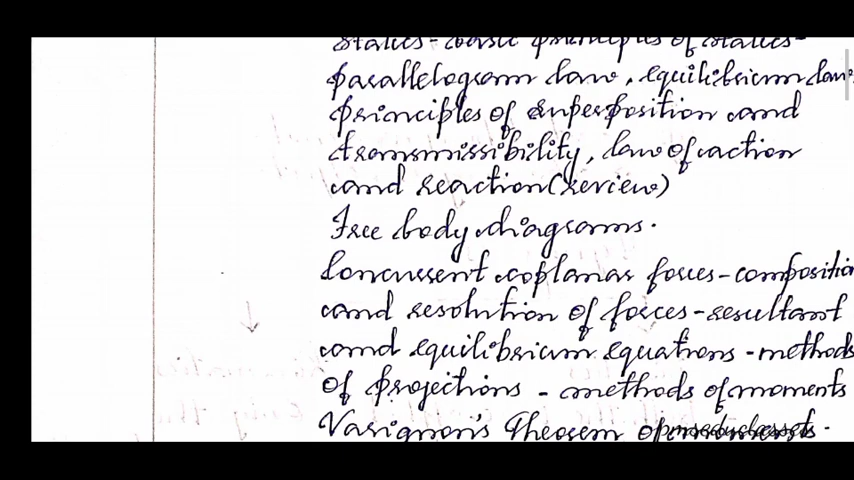 Statics - basic principles of statics -
parallelogram law, equilibrium law
principles of superposition and
transmissibility, law of action
and reaction(review)
Free body diagrams.
Concurrent coplanar forces - composition
and resolution of forces - resultant
and equilibrium equations - methods
of projections - methods of moments
Varignon's Theorem of